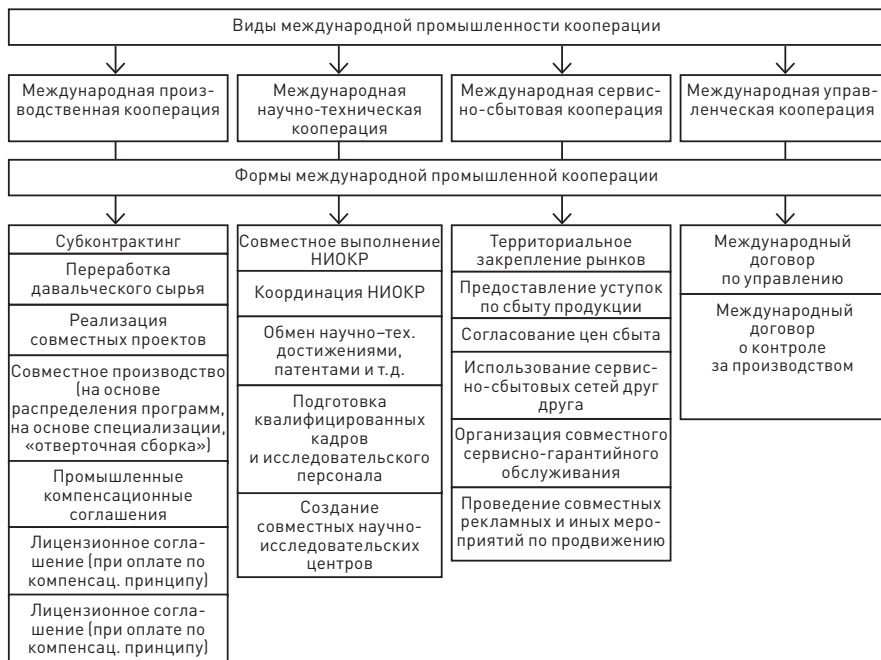 Виды международной промышленности кооперации
Международная произ-
водственная кооперация
Международная
научно-техническая
кооперация
Международная сервис-
но-сбытовая кооперация
Международная управ-
ленческая кооперация
Формы международной промышленной кооперации
Субконтрактинг
Переработка
давальческого сырья
Реализация
совместных проектов
Совместное производство
(на основе
распределения программ,
на основе специализации,
«отверточная сборка»)
Промышленные
компенсационные
соглашения
Лицензионное согла-
шение (при оплате по
компенсац. принципу)
Лицензионное согла-
шение (при оплате по
компенсац. принципу)
Совместное выполнение
НИОКР
Координация НИОКР
Обмен научно–тех.
достижениями,
патентами и т.д.
Подготовка
квалифицированных
кадров
и исследовательского
персонала
Создание
совместных научно-
исследовательских
центров
Территориальное
закрепление рынков
Предоставление уступок
по сбыту продукции
Согласование цен сбыта
Использование сервис-
но-сбытовых сетей друг
друга
Организация совместного
сервисно-гарантийного
обслуживания
Проведение совместных
рекламных и иных меро-
приятий по продвижению
Международный
договор
по управлению
Международный
договор
о контроле
за производством